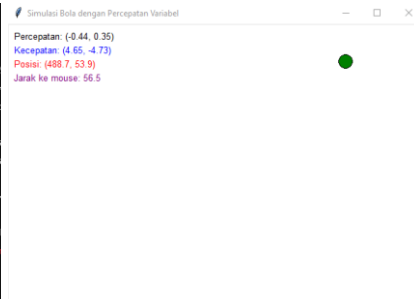 Simulasi Bola dengan Percepatan Variabel
Percepatan: (-0.44, 0.35)
Kecepatan: (4.65, -4.73)
Posisi: (488.7, 53.9)
Jarak ke mouse: 56.5